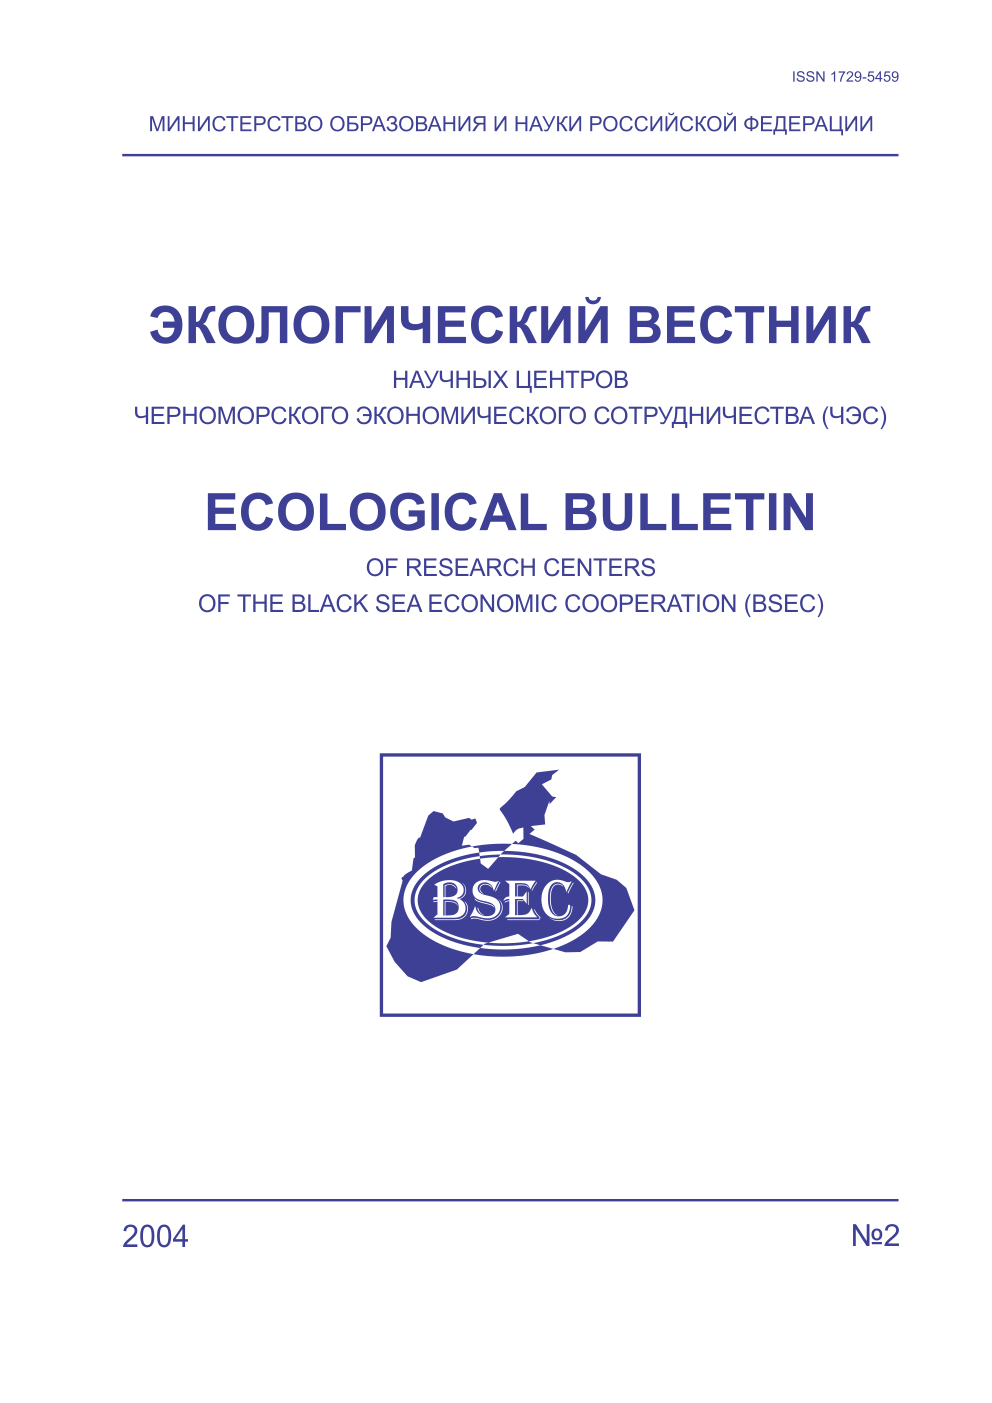 ISSN 1729-5459
МИНИСТЕРСТВО ОБРАЗОВАНИЯ И НАУКИ РОССИЙСКОЙ ФЕДЕРАЦИИ
ЭКОЛОГИЧЕСКИЙ ВЕСТНИК
НАУЧНЫХ ЦЕНТРОВ
ЧЕРНОМОРСКОГО ЭКОНОМИЧЕСКОГО СОТРУДНИЧЕСТВА (ЧЭС)
ECOLOGICAL BULLETIN
OF RESEARCH CENTERS
OF THE BLACK SEA ECONOMIC COOPERATION (BSEC)
BSEC
2004 №2